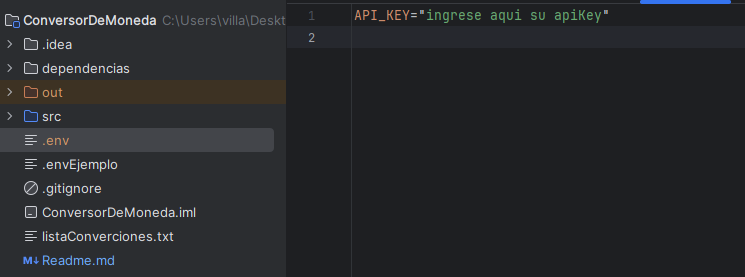 ConversorDeMoneda C:\Users\villa\Deskt
.idea
dependencias
out
src
.env
.envEjemplo
.gitignore
ConversorDeMoneda.iml
listaConverciones.txt
M↓ Readme.md
1 API_KEY="ingrese aqui su apiKey"
2